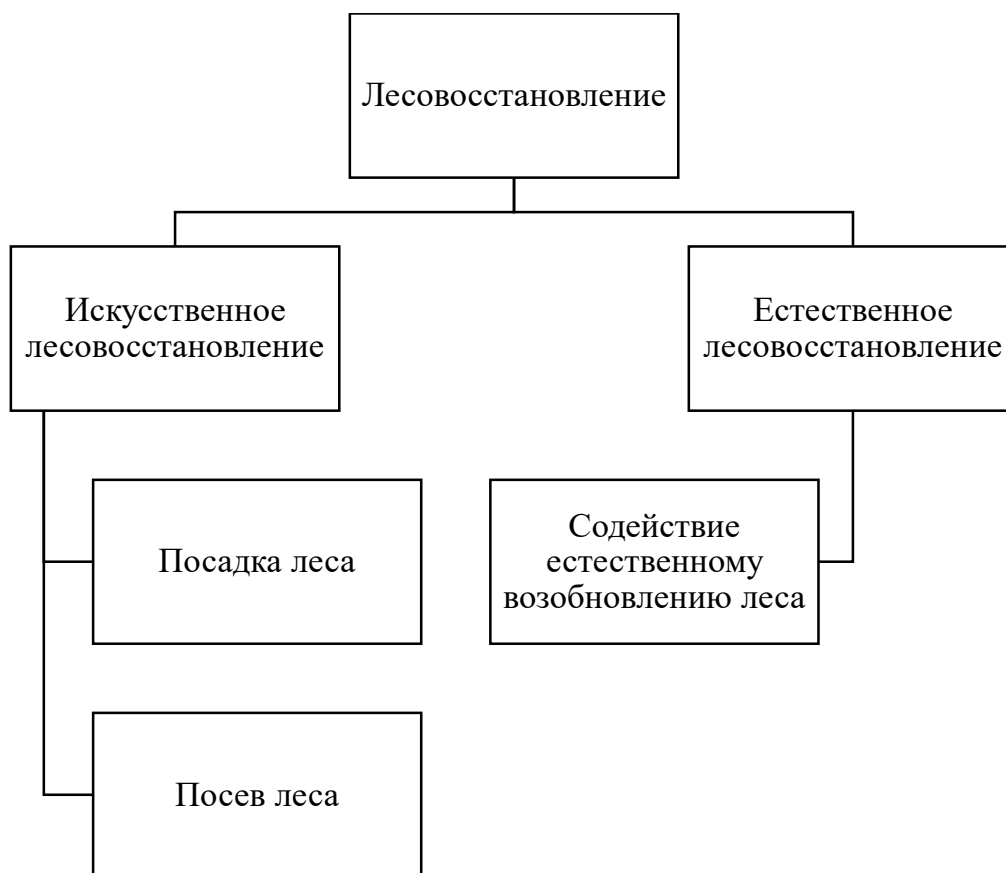 Лесовосстановление
Искусственное
лесовосстановление
Естественное
лесовосстановление
Посадка леса
Содействие
естественному
возобновлению леса
Посев леса